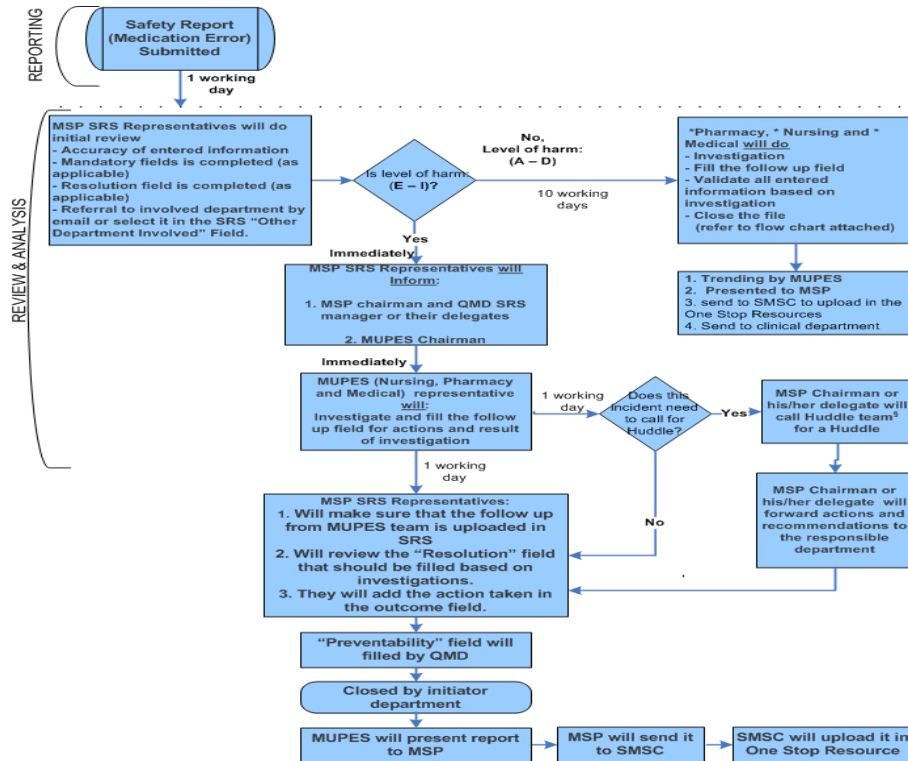 REPORTING
Safety Report
(Medication Error)
Submitted
1 working
day
REVIEW & ANALYSIS
MSP SRS Representatives will do
initial review
- Accuracy of entered information
- Mandatory fields is completed (as
applicable)
- Resolution field is completed (as
applicable)
- Referral to involved department by
email or select it in the SRS “Other
Department Involved” Field.
Is level of harm:
(E – I)?
No,
Level of harm:
(A – D)
10 working
days
*Pharmacy, * Nursing and *
Medical will do
- Investigation
- Fill the follow up field
- Validate all entered
information based on
investigation
- Close the file
(refer to flow chart attached)
1. Trending by MUPES
2. Presented to MSP
3. send to SMSC to upload in the
One Stop Resources
4. Send to clinical department
Yes
Immediately
MSP SRS Representatives will
Inform:
1. MSP chairman and QMD SRS
manager or their delegates
2. MUPES Chairman
Immediately
MUPES (Nursing, Pharmacy
and Medical) representative
will:
Investigate and fill the follow
up field for actions and result
of investigation
1 working
day
Does this
Incident need
to call for
Huddle?
Yes
MSP Chairman or
his/her delegate will
call Huddle team⁵
for a Huddle
MSP Chairman or
his/her delegate will
forward actions and
recommendations to
the responsible
department
No
1 working
day
MSP SRS Representatives:
1. Will make sure that the follow up
from MUPES team is uploaded in
SRS
2. Will review the “Resolution” field
that should be filled based on
investigations.
3. They will add the action taken in
the outcome field.
“Preventability” field will
filled by QMD
Closed by initiator
department
MUPES will present report
to MSP
MSP will send it
to SMSC
SMSC will upload it in
One Stop Resource